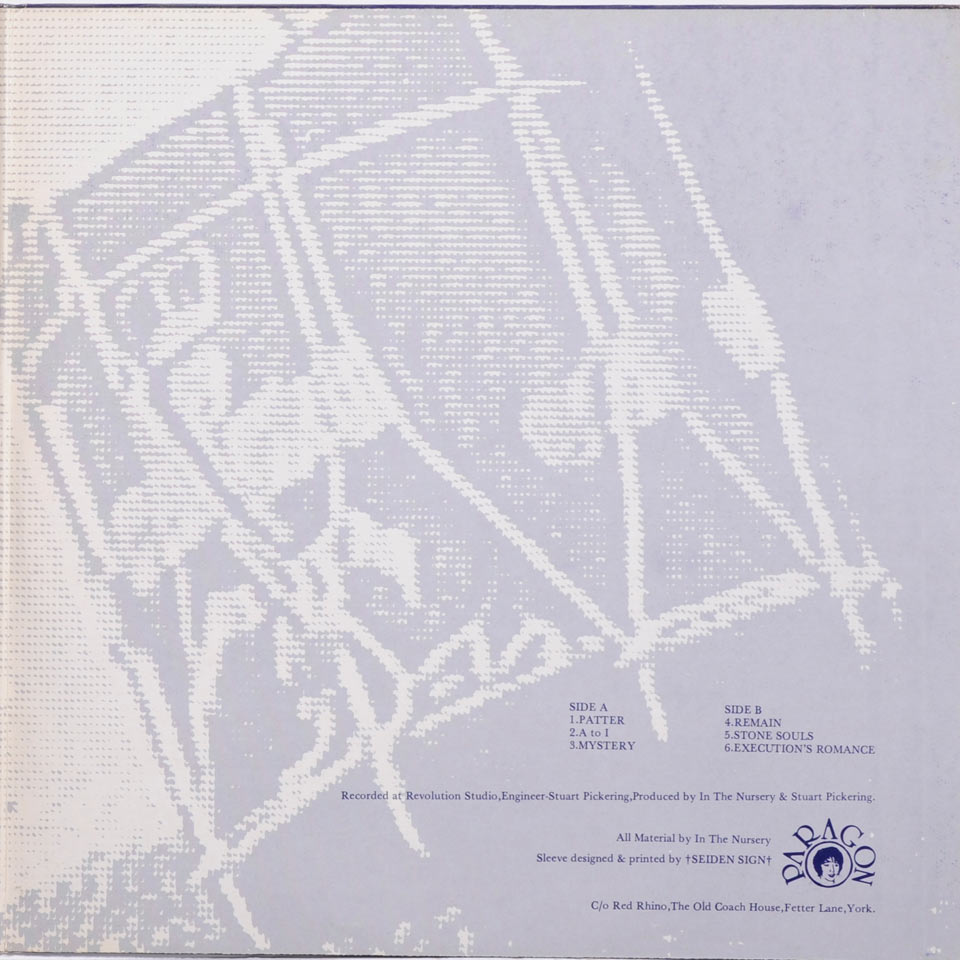 SIDE A
1.PATTER
2.A to I
3.MYSTERY
SIDE B
4.REMAIN
5.STONE SOULS
6.EXECUTION'S ROMANCE
Recorded at Revolution Studio,Engineer-Stuart Pickering,Produced by In The Nursery & Stuart Pickering.
All Material by In The Nursery
Sleeve designed & printed by †SEIDEN SIGN†
PARAGON
C/o Red Rhino,The Old Coach House,Fetter Lane,York.